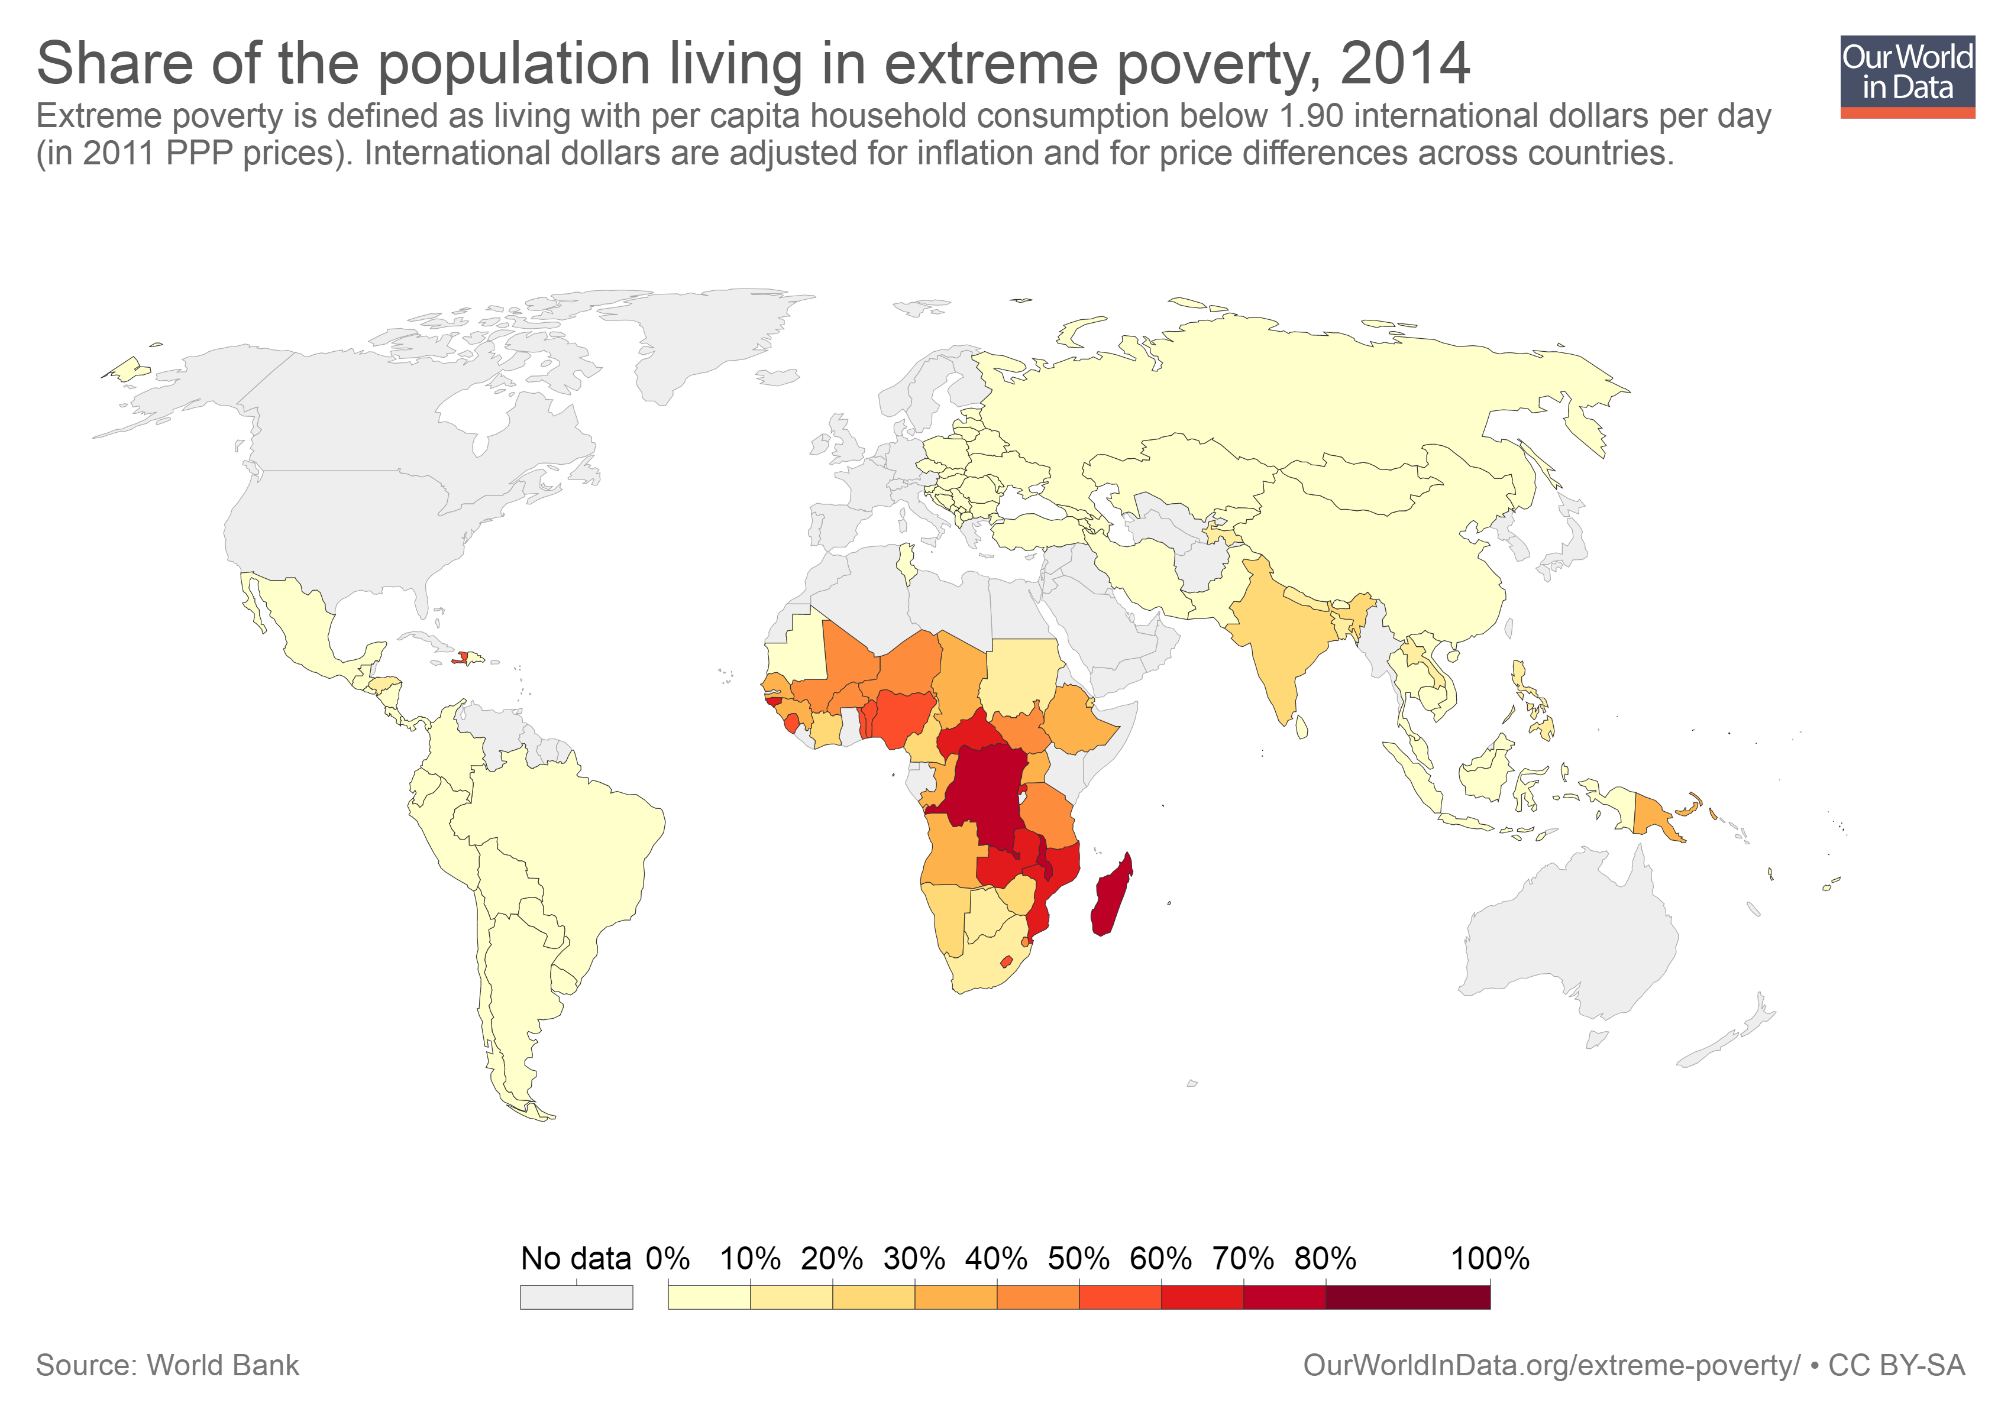 Share of the population living in extreme poverty, 2014
Our World
in Data
Extreme poverty is defined as living with per capita household consumption below 1.90 international dollars per day
(in 2011 PPP prices). International dollars are adjusted for inflation and for price differences across countries.
No data 0% 10% 20% 30% 40% 50% 60% 70% 80% 100%
Source: World Bank
OurWorldInData.org/extreme-poverty/ • CC BY-SA